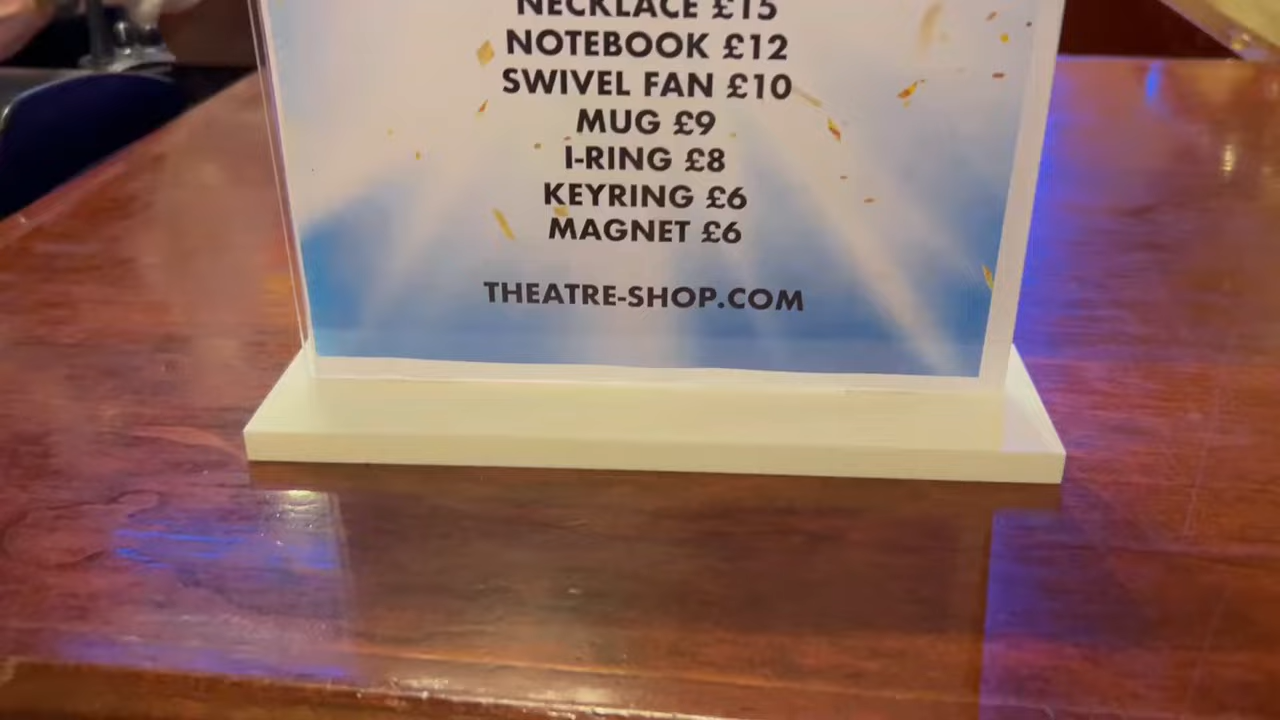 NECKLACE £15
NOTEBOOK £12
SWIVEL FAN £10
MUG £9
I-RING £8
KEYRING £6
MAGNET £6
THEATRE-SHOP.COM